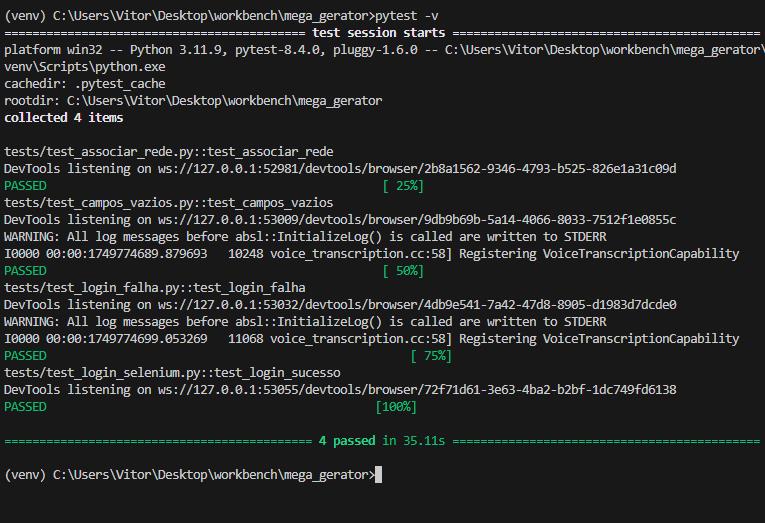 (venv) C:\Users\Vitor\Desktop\workbench\mega_gerator>pytest -v
=========================================== test session starts ============================================
platform win32 -- Python 3.11.9, pytest-8.4.0, pluggy-1.6.0 -- C:\Users\Vitor\Desktop\workbench\mega_gerator\
venv\Scripts\python.exe
cachedir: .pytest_cache
rootdir: C:\Users\Vitor\Desktop\workbench\mega_gerator
collected 4 items
tests/test_associar_rede.py::test_associar_rede
DevTools listening on ws://127.0.0.1:52981/devtools/browser/2b8a1562-9346-4793-b525-826e1a31c09d
PASSED [ 25%]
tests/test_campos_vazios.py::test_campos_vazios
DevTools listening on ws://127.0.0.1:53009/devtools/browser/9db9b69b-5a14-4066-8033-7512f1e0855c
WARNING: All log messages before absl::InitializeLog() is called are written to STDERR
I0000 00:00:1749774689.879693   10248 voice_transcription.cc:58] Registering VoiceTranscriptionCapability
PASSED [ 50%]
tests/test_login_falha.py::test_login_falha
DevTools listening on ws://127.0.0.1:53032/devtools/browser/4db9e541-7a42-47d8-8905-d1983d7dcde0
WARNING: All log messages before absl::InitializeLog() is called are written to STDERR
I0000 00:00:1749774699.053269   11068 voice_transcription.cc:58] Registering VoiceTranscriptionCapability
PASSED [ 75%]
tests/test_login_selenium.py::test_login_sucesso
DevTools listening on ws://127.0.0.1:53055/devtools/browser/72f71d61-3e63-4ba2-b2bf-1dc749fd6138
PASSED [100%]
============================================ 4 passed in 35.11s ============================================
(venv) C:\Users\Vitor\Desktop\workbench\mega_gerator>